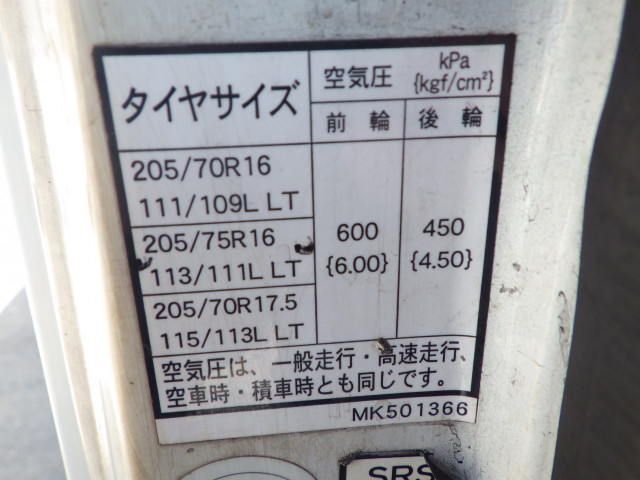 タイヤサイズ
空気圧 kPa {kgf/cm²}
前輪 後輪
205/70R16
111/109L LT
205/75R16
113/111L LT
205/70R17.5
115/113L LT
600 {6.00}
450 {4.50}
空気圧は、一般走行・高速走行、
空車時・積車時とも同じです。
MK501366
SRS